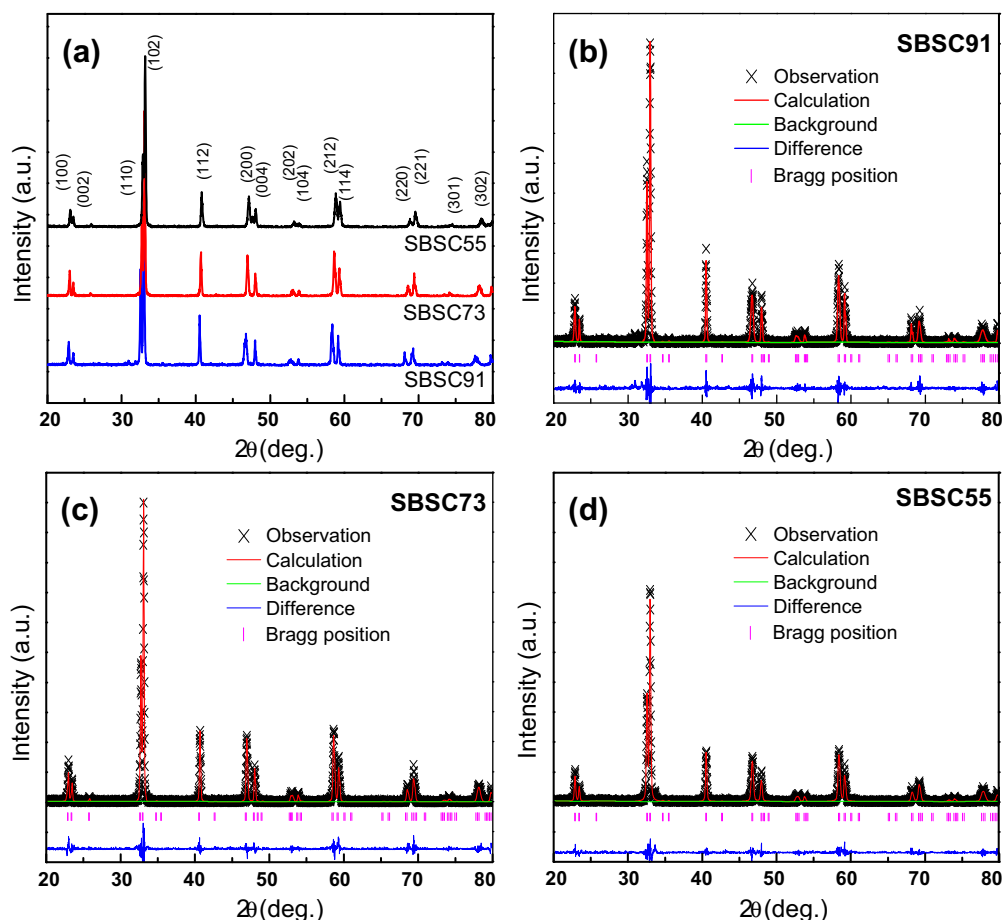 (a)
(100)
(002)
(110)
(102)
(112)
(200)
(004)
(202)
(104)
(212)
(114)
(220)
(221)
(301)
(302)
SBSC55
SBSC73
SBSC91
Intensity (a.u.)
20 30 40 50 60 70 80
2θ (deg.)
(b)
SBSC91
Observation
Calculation
Background
Difference
Bragg position
Intensity (a.u.)
20 30 40 50 60 70 80
2θ (deg.)
(c)
SBSC73
Observation
Calculation
Background
Difference
Bragg position
Intensity (a.u.)
20 30 40 50 60 70 80
2θ (deg.)
(d)
SBSC55
Observation
Calculation
Background
Difference
Bragg position
Intensity (a.u.)
20 30 40 50 60 70 80
2θ (deg.)